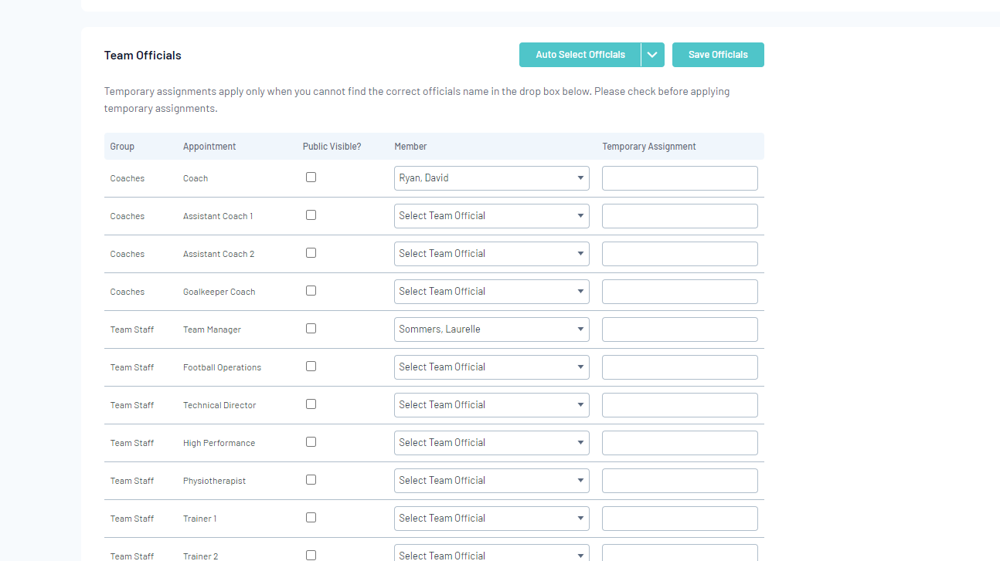 Team Officials
Auto Select Officials
Save Officials
Temporary assignments apply only when you cannot find the correct officials name in the drop box below. Please check before applying
temporary assignments.
Group Appointment Public Visible? Member Temporary Assignment
Coaches Coach Ryan, David
Coaches Assistant Coach 1 Select Team Official
Coaches Assistant Coach 2 Select Team Official
Coaches Goalkeeper Coach Select Team Official
Team Staff Team Manager Sommers, Laurelle
Team Staff Football Operations Select Team Official
Team Staff Technical Director Select Team Official
Team Staff High Performance Select Team Official
Team Staff Physiotherapist Select Team Official
Team Staff Trainer 1 Select Team Official
Team Staff Trainer 2 Select Team Official